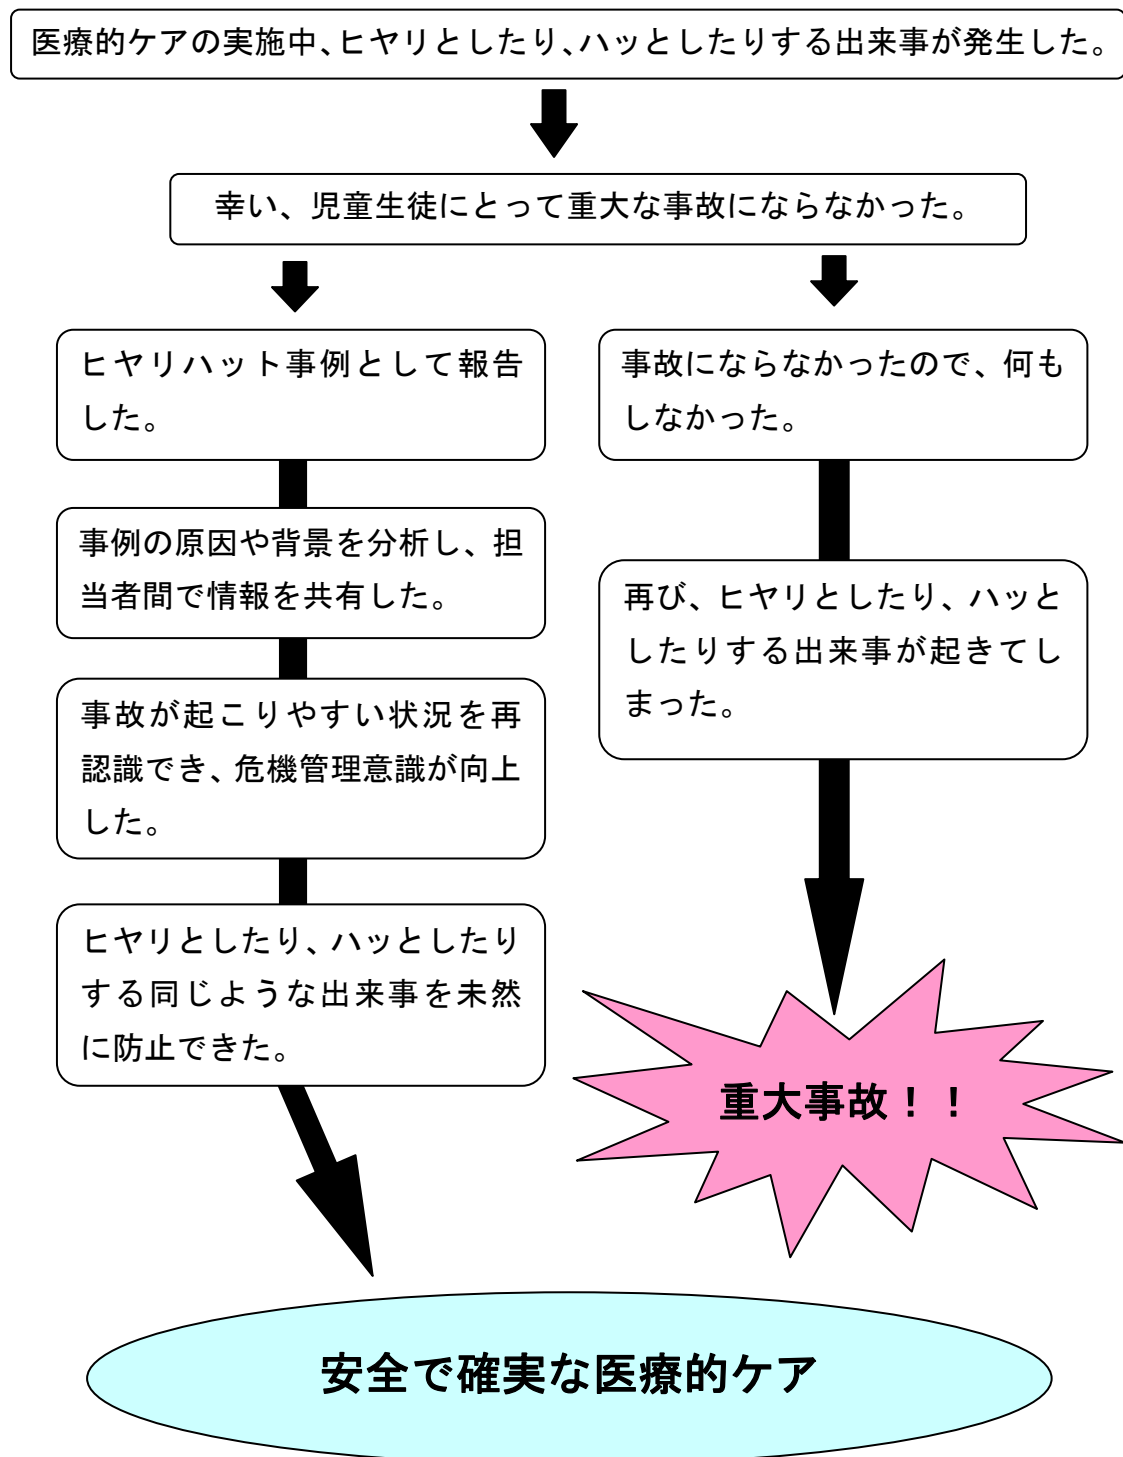 医療的ケアの実施中、ヒヤリとしたり、ハッとしたりする出来事が発生した。
幸い、児童生徒にとって重大な事故にならなかった。
ヒヤリハット事例として報告
した。
事例の原因や背景を分析し、担
当者間で情報を共有した。
事故が起こりやすい状況を再
認識でき、危機管理意識が向上
した。
ヒヤリとしたり、ハッとしたり
する同じような出来事を未然
に防止できた。
事故にならなかったので、何も
しなかった。
再び、ヒヤリとしたり、ハッと
したりする出来事が起きてし
まった。
重大事故！！
安全で確実な医療的ケア